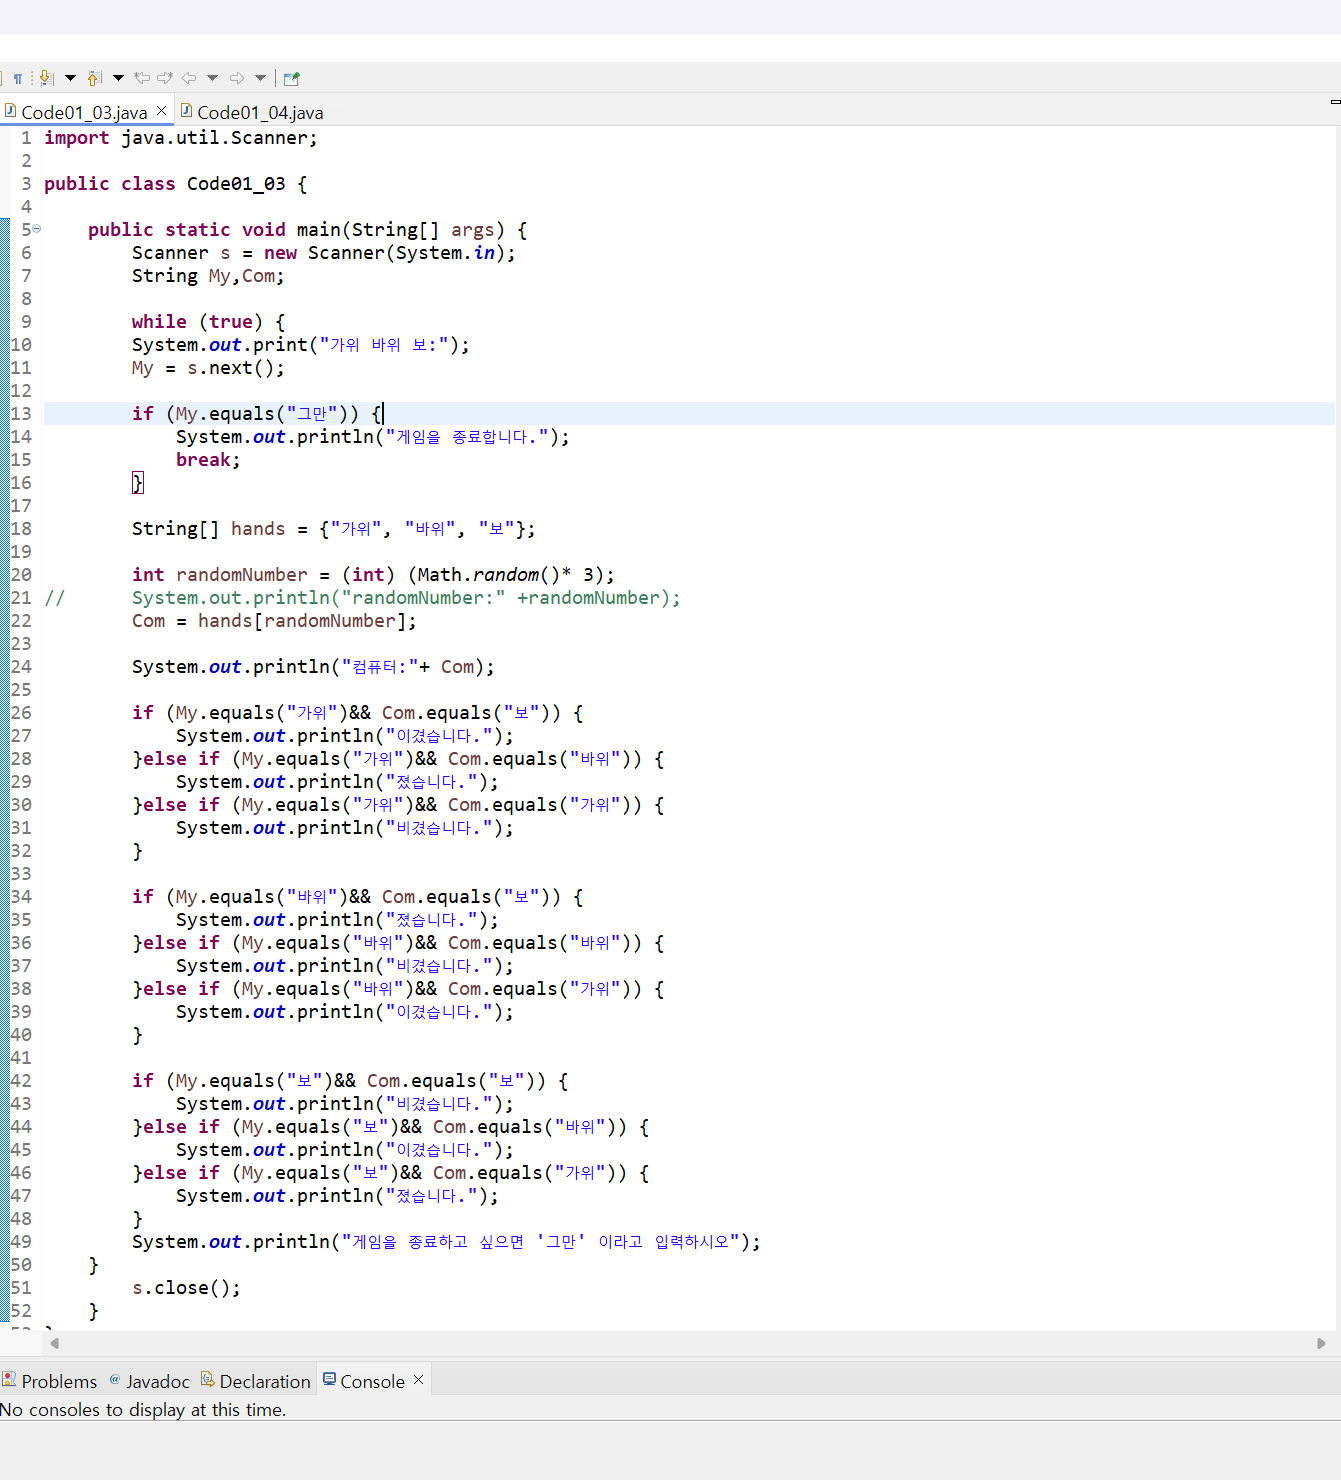 Code01_03.java
Code01_04.java
1 import java.util.Scanner;
2
3 public class Code01_03 {
4
5 public static void main(String[] args) {
6 Scanner s = new Scanner(System.in);
7 String My,Com;
8
9 while (true) {
10 System.out.print("가위 바위 보:");
11 My = s.next();
12
13 if (My.equals("그만")) {
14 System.out.println("게임을 종료합니다.");
15 break;
16 }
17
18 String[] hands = {"가위", "바위", "보"};
19
20 int randomNumber = (int) (Math.random()* 3);
21 // System.out.println("randomNumber:" +randomNumber);
22 Com = hands[randomNumber];
23
24 System.out.println("컴퓨터:"+ Com);
25
26 if (My.equals("가위")&& Com.equals("보")) {
27 System.out.println("이겼습니다.");
28 }else if (My.equals("가위")&& Com.equals("바위")) {
29 System.out.println("졌습니다.");
30 }else if (My.equals("가위")&& Com.equals("가위")) {
31 System.out.println("비겼습니다.");
32 }
33
34 if (My.equals("바위")&& Com.equals("보")) {
35 System.out.println("졌습니다.");
36 }else if (My.equals("바위")&& Com.equals("바위")) {
37 System.out.println("비겼습니다.");
38 }else if (My.equals("바위")&& Com.equals("가위")) {
39 System.out.println("이겼습니다.");
40 }
41
42 if (My.equals("보")&& Com.equals("보")) {
43 System.out.println("비겼습니다.");
44 }else if (My.equals("보")&& Com.equals("바위")) {
45 System.out.println("이겼습니다.");
46 }else if (My.equals("보")&& Com.equals("가위")) {
47 System.out.println("졌습니다.");
48 }
49 System.out.println("게임을 종료하고 싶으면 '그만' 이라고 입력하시오");
50 }
51 s.close();
52 }
Problems Javadoc Declaration Console
No consoles to display at this time.